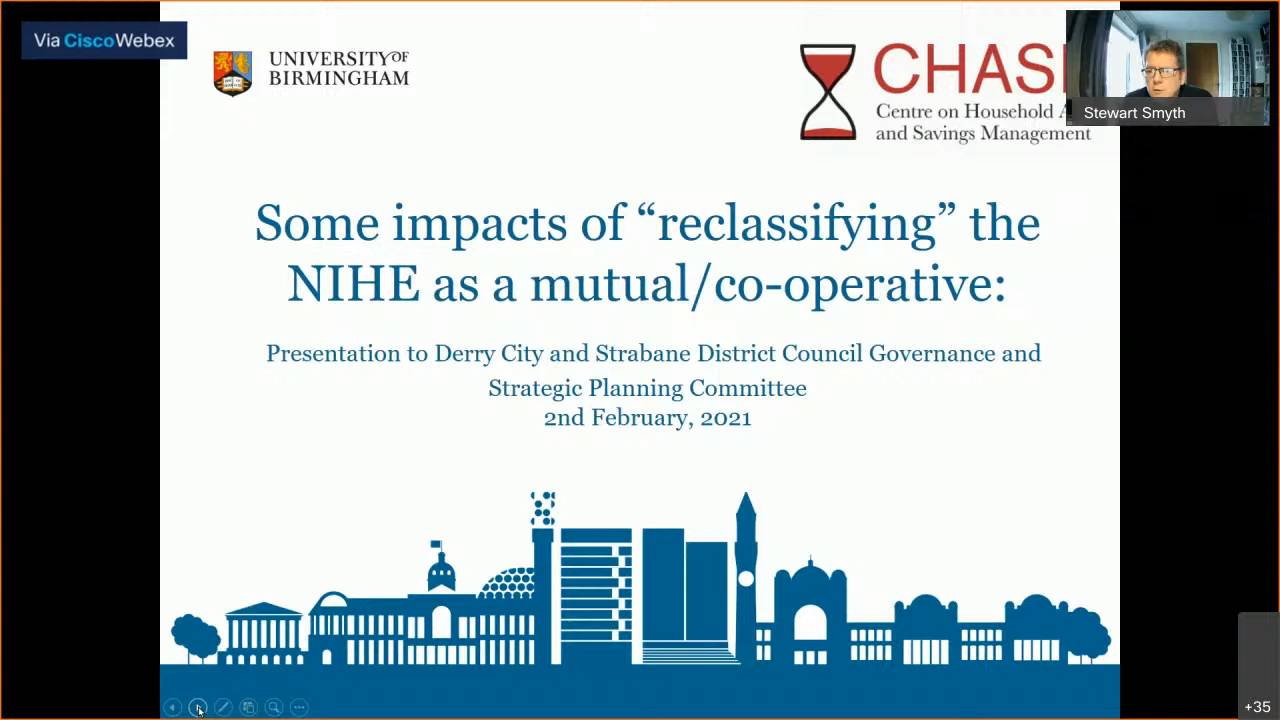 Via CiscoWebex
UNIVERSITY OF
BIRMINGHAM
CHAS
Centre on Household A
and Savings Management
Stewart Smyth
Some impacts of “reclassifying” the
NIHE as a mutual/co-operative:
Presentation to Derry City and Strabane District Council Governance and
Strategic Planning Committee
2nd February, 2021
+35